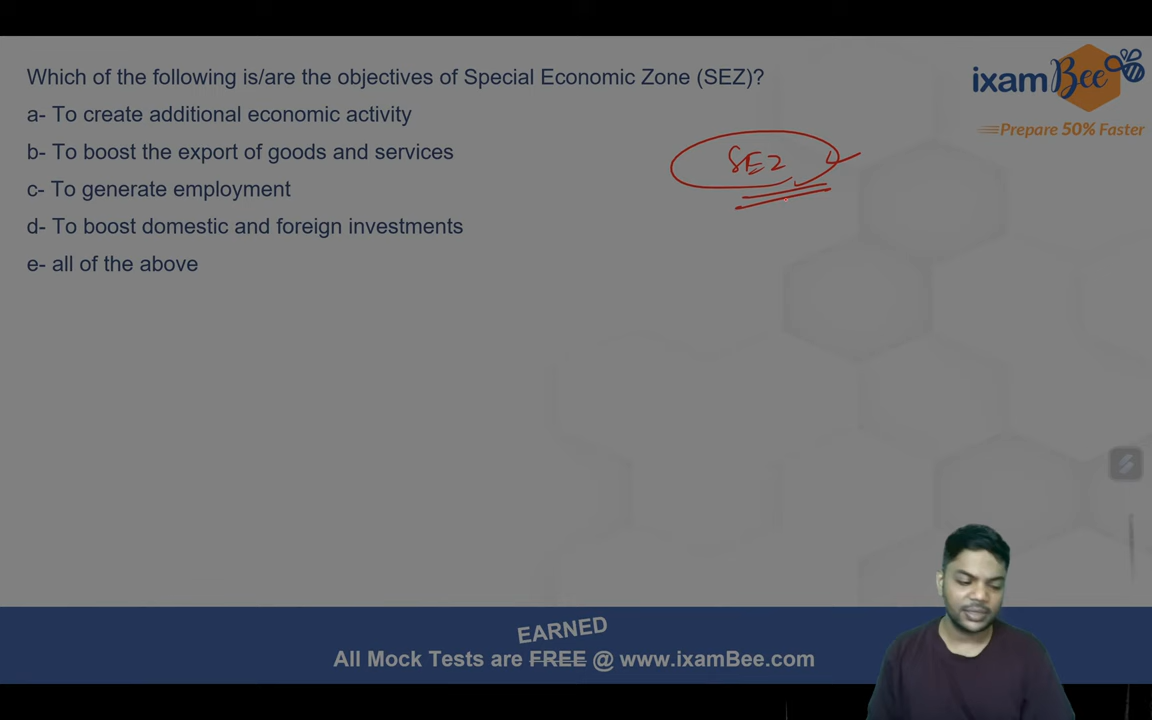 Which of the following is/are the objectives of Special Economic Zone (SEZ)?
a- To create additional economic activity
b- To boost the export of goods and services
c- To generate employment
d- To boost domestic and foreign investments
e- all of the above
ixamBee
Prepare 50% Faster
SEZ
EARNED
All Mock Tests are FREE @ www.ixamBee.com